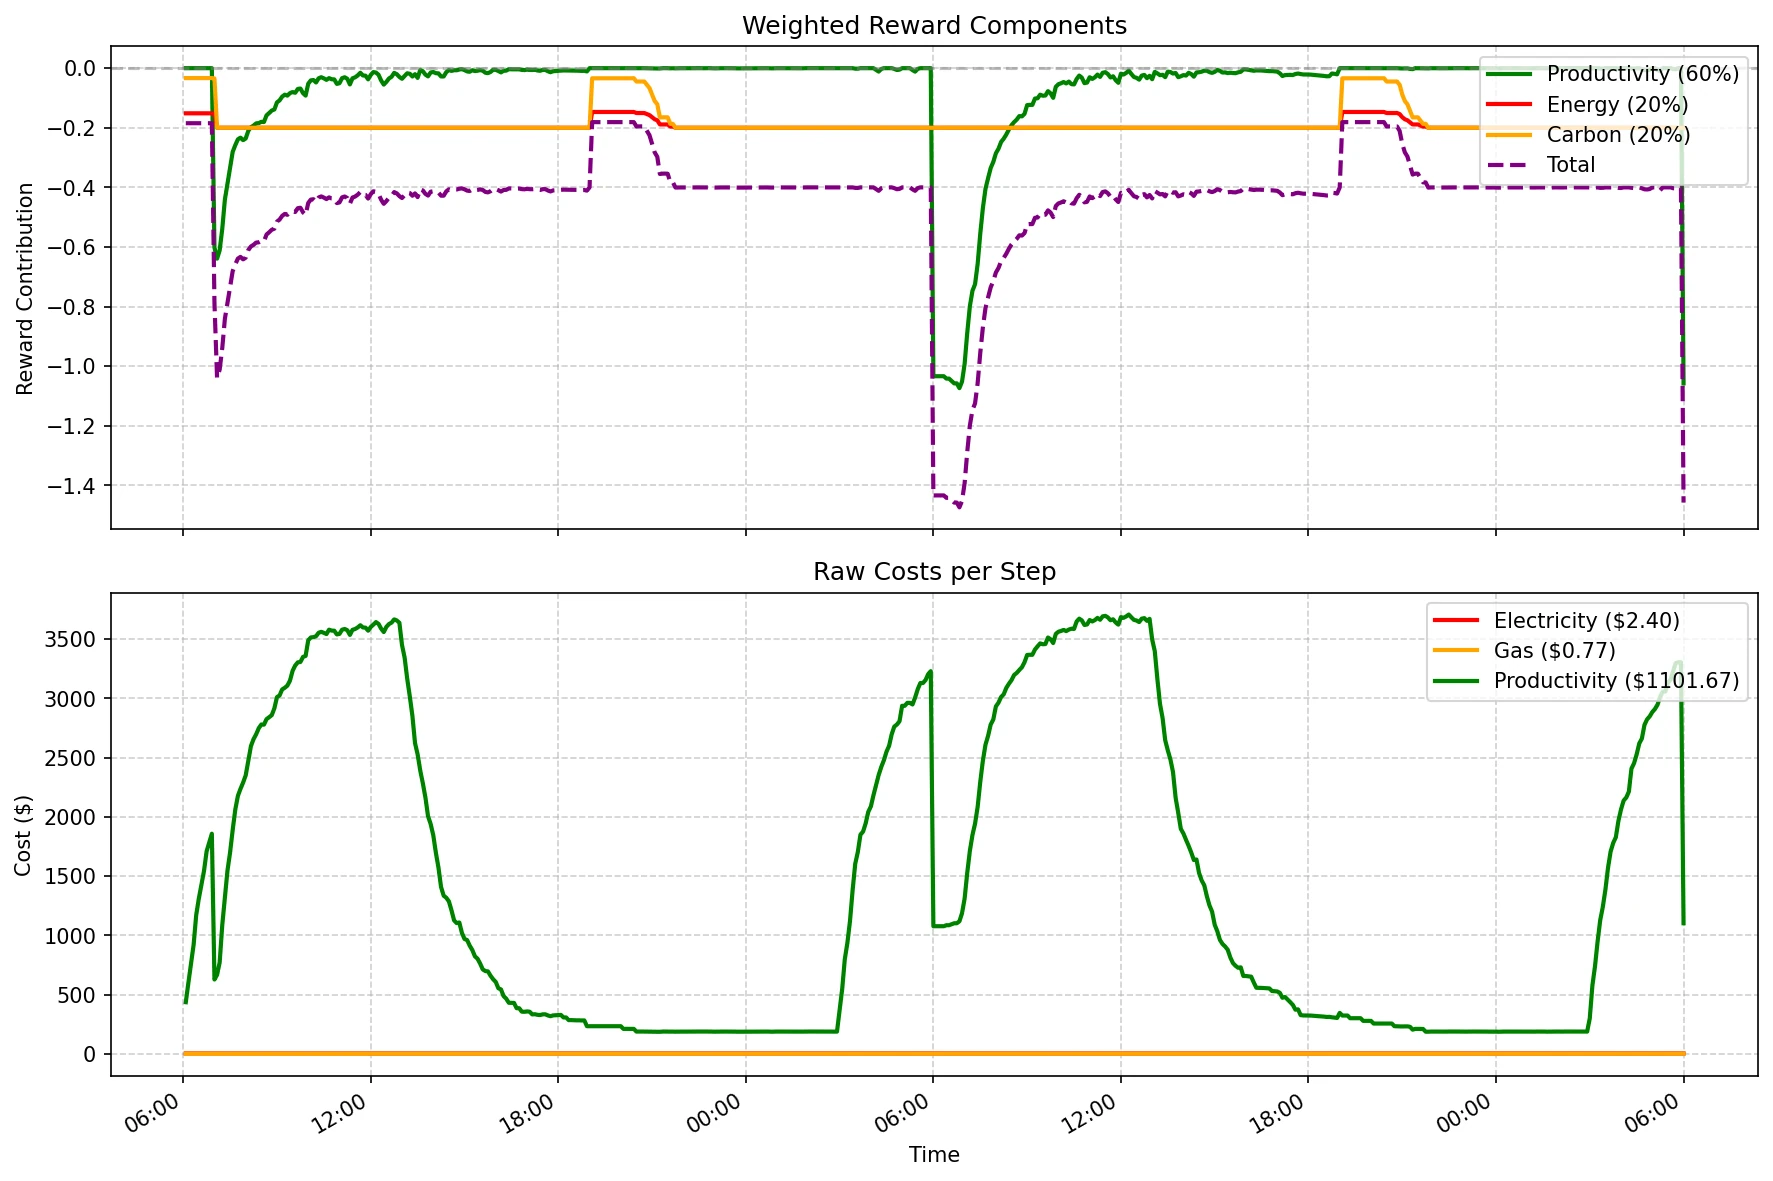 Weighted Reward Components
Reward Contribution
0.0
−0.2
−0.4
−0.6
−0.8
−1.0
−1.2
−1.4
Productivity (60%)
Energy (20%)
Carbon (20%)
Total
Raw Costs per Step
Cost ($)
3500
3000
2500
2000
1500
1000
500
0
Electricity ($2.40)
Gas ($0.77)
Productivity ($1101.67)
06:00
12:00
18:00
00:00
06:00
12:00
18:00
00:00
06:00
Time